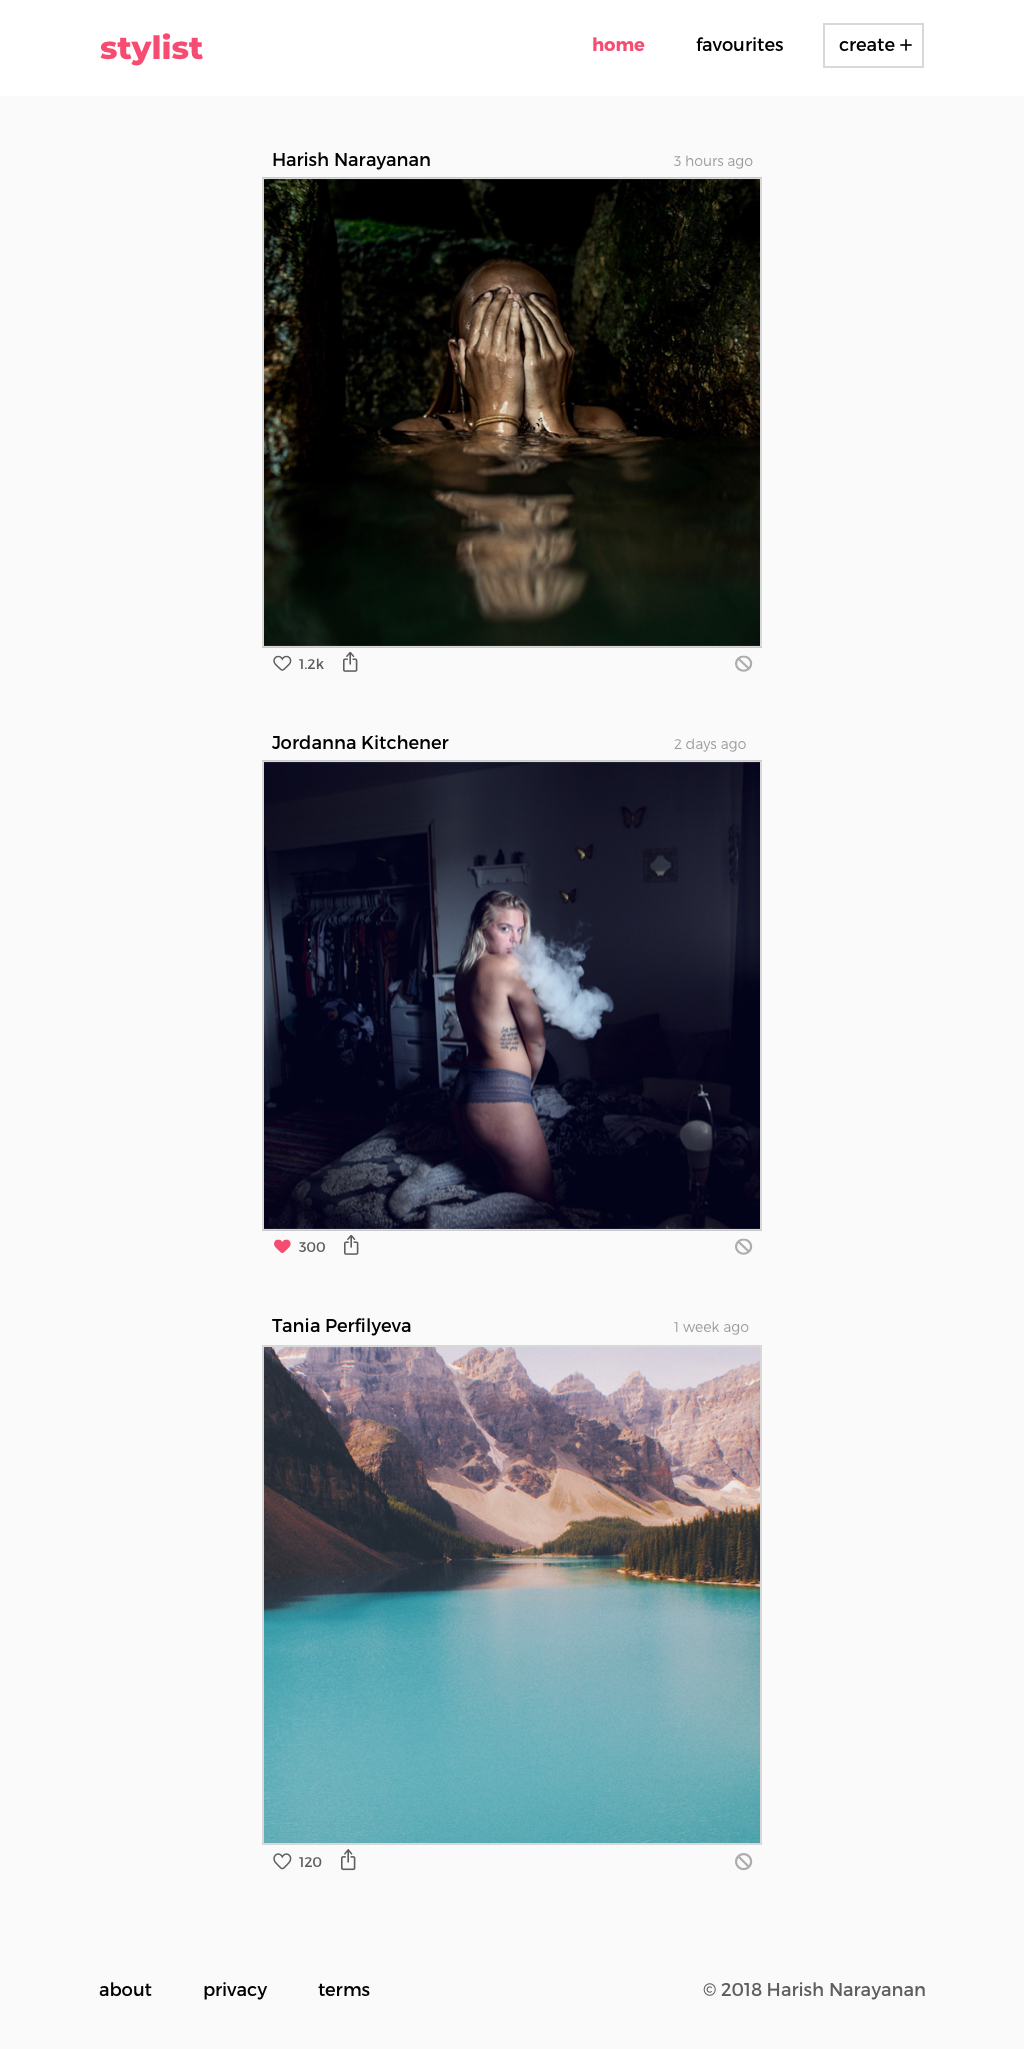 stylist
home favourites create +
Harish Narayanan 3 hours ago
1.2k
Jordanna Kitchener 2 days ago
300
Tania Perfilyeva 1 week ago
120
about privacy terms © 2018 Harish Narayanan